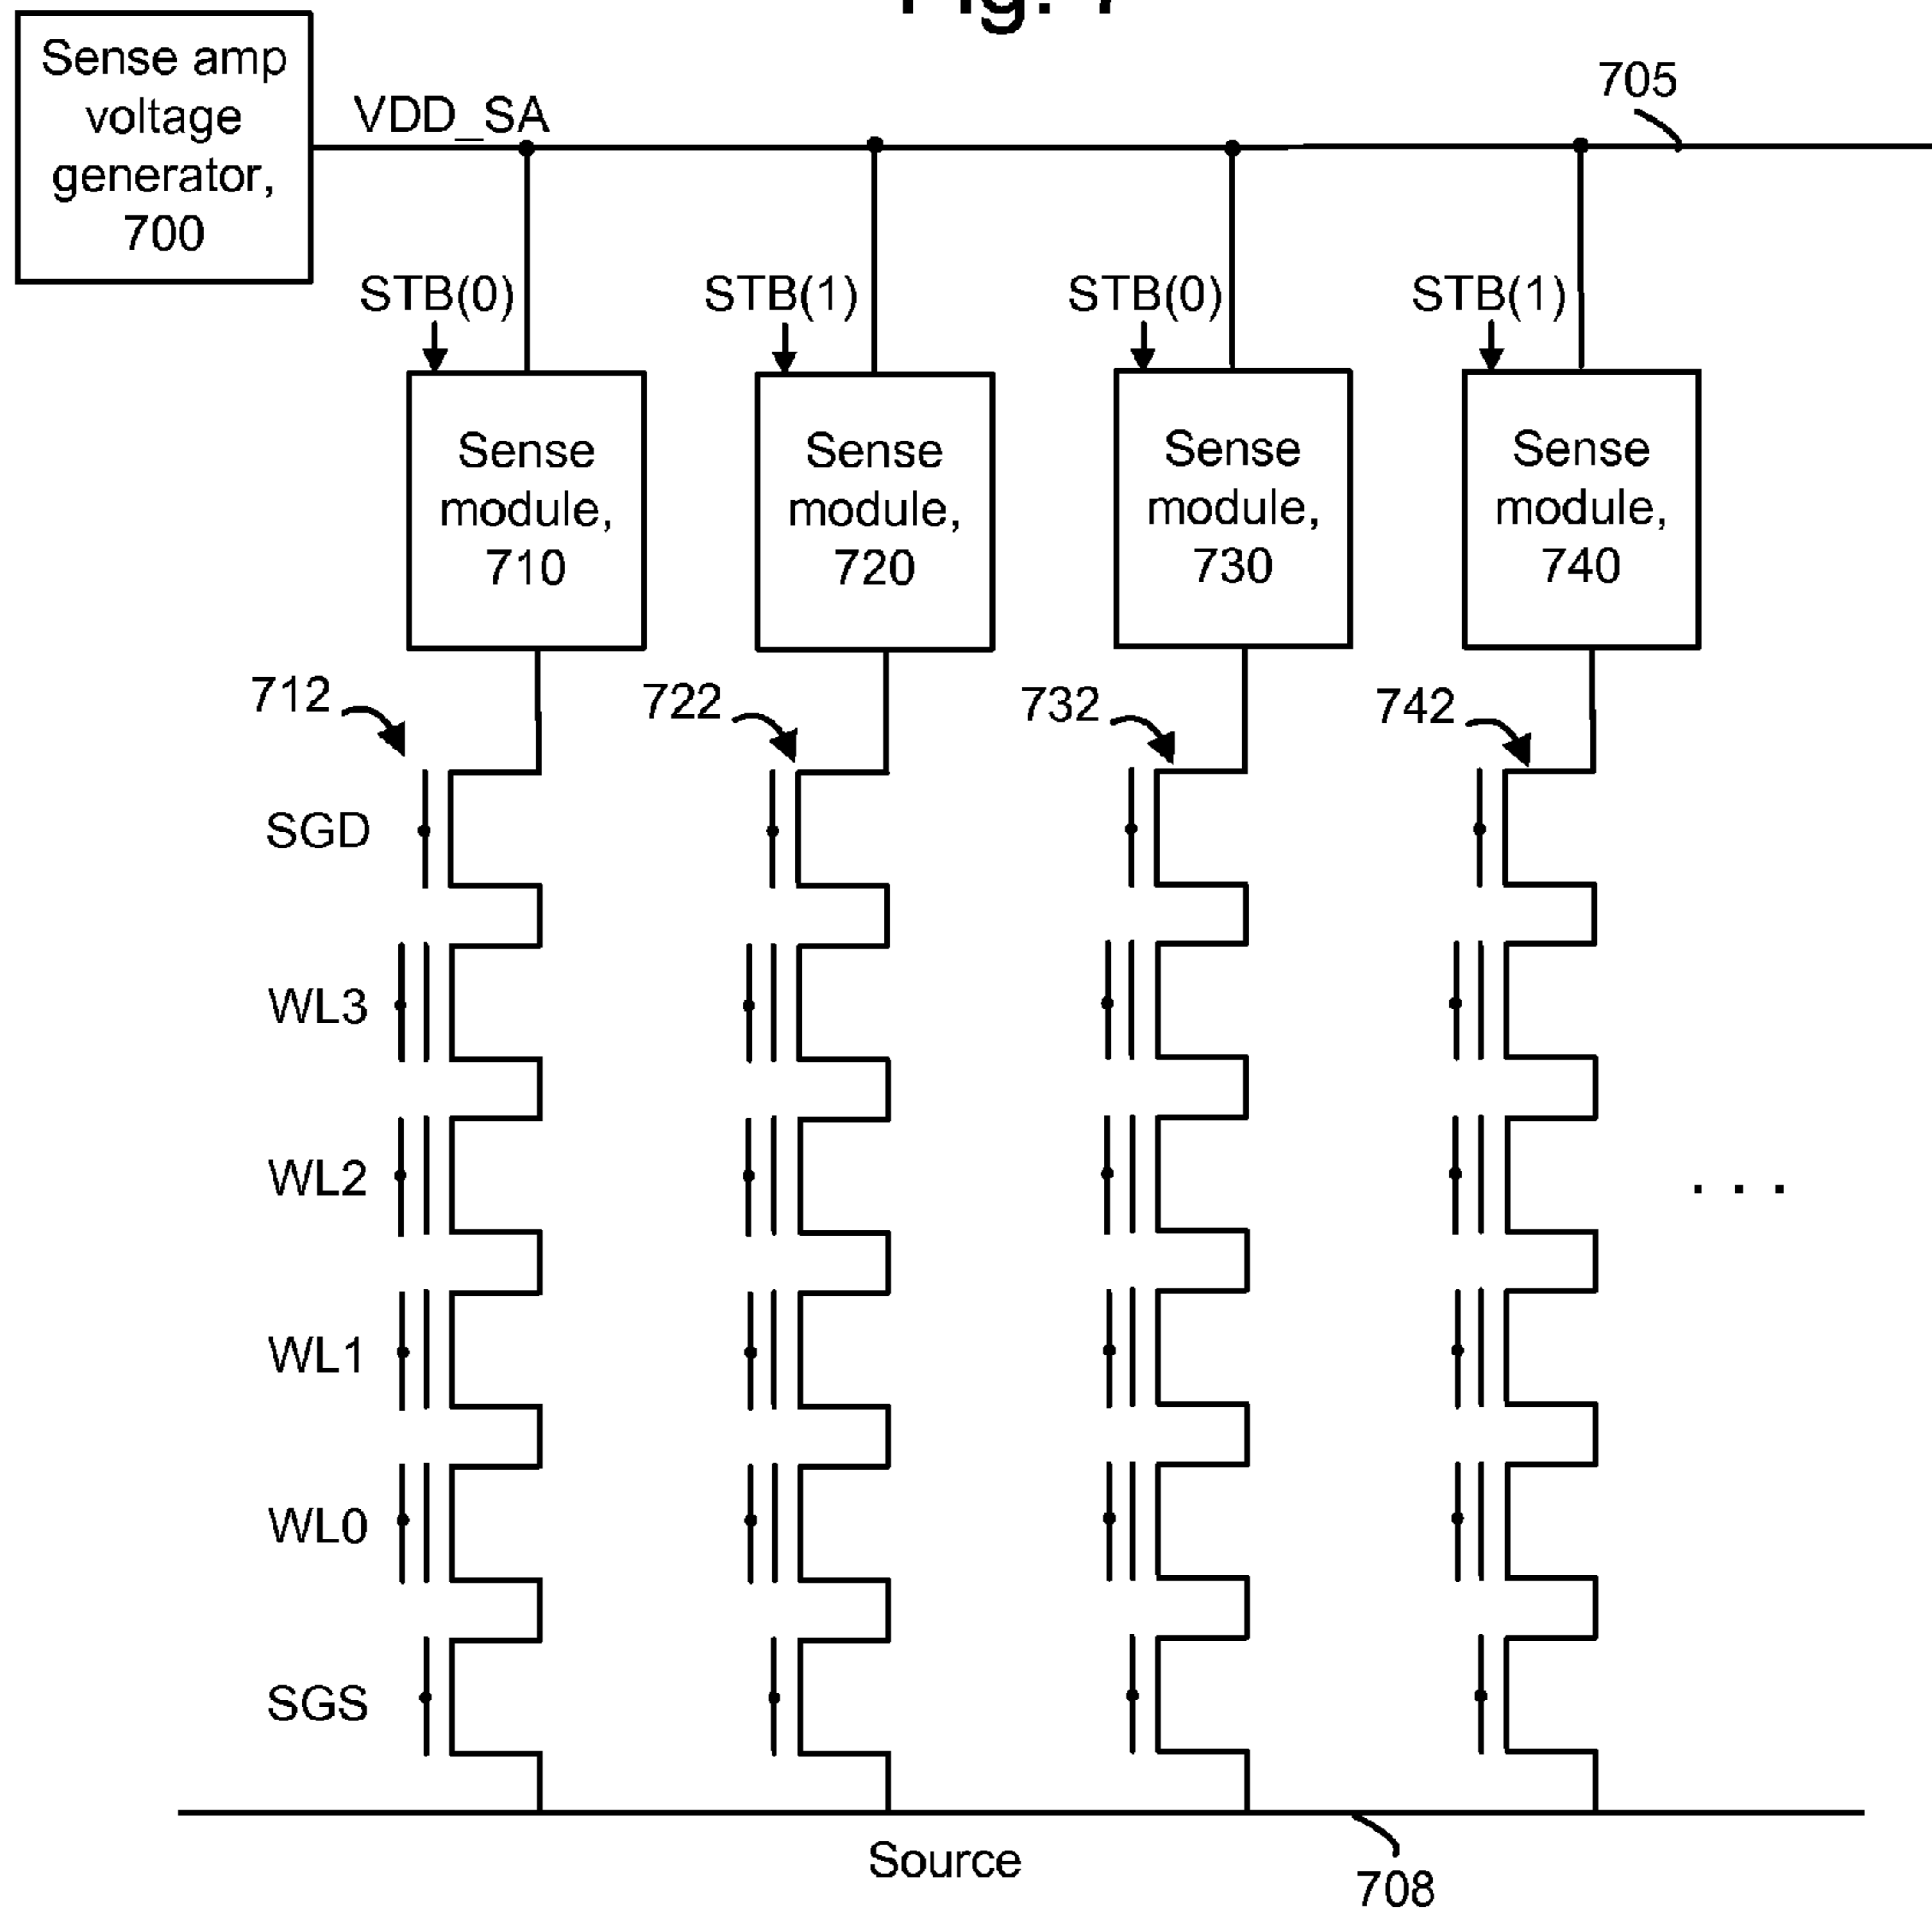 Fig. 7
Sense amp
voltage
generator,
700
VDD_SA
705
STB(0)
STB(1)
STB(0)
STB(1)
Sense
module,
710
Sense
module,
720
Sense
module,
730
Sense
module,
740
712
722
732
742
SGD
WL3
WL2
. . .
WL1
WL0
SGS
Source
708